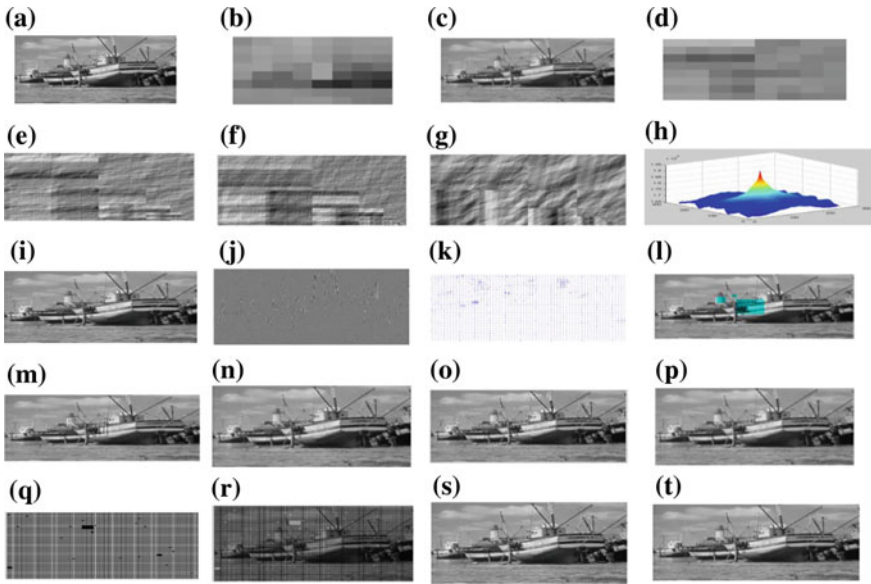 (a) (b) (c) (d)
(e) (f) (g) (h)
(i) (j) (k) (l)
(m) (n) (o) (p)
(q) (r) (s) (t)